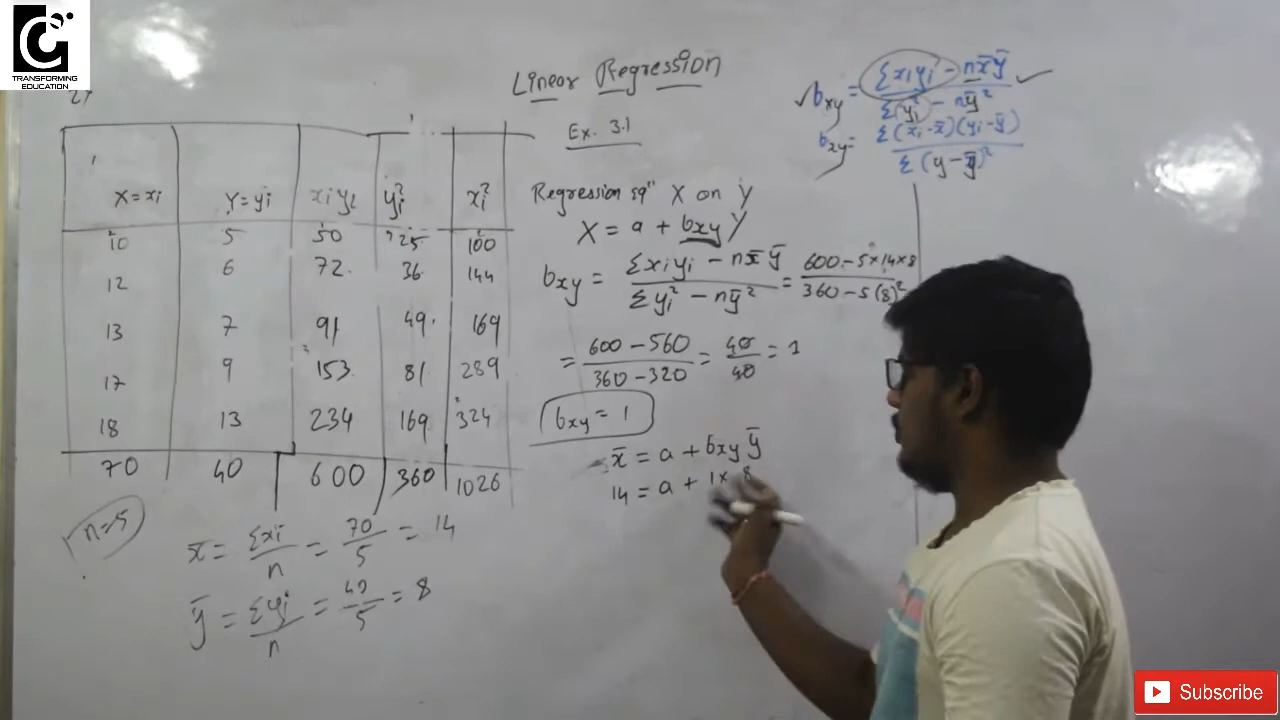 TRANSFORMING
EDUCATION
Linear Regression
Ex. 3.1
bxy = Σxiyi - nx̄ȳ / Σyi² - nȳ² ✓
bxy = Σ(xi-x̄)(yi-ȳ) / Σ(y-ȳ)²
X=xi Y=yi xiyi yi² xi²
10 5 50 25 100
12 6 72 36 144
13 7 91 49 169
17 9 153 81 289
18 13 234 169 324
70 40 600 360 1026
n=5
x̄ = Σxi/n = 70/5 = 14
ȳ = Σyi/n = 40/5 = 8
Regression eqⁿ X on Y
X = a + bxy Y
bxy = Σxiyi - nx̄ȳ / Σyi² - nȳ² = 600-5×14×8 / 360-5(8)²
= 600-560 / 360-320 = 40/40 = 1
bxy = 1
x̄ = a + bxy ȳ
14 = a + 1× 8
Subscribe